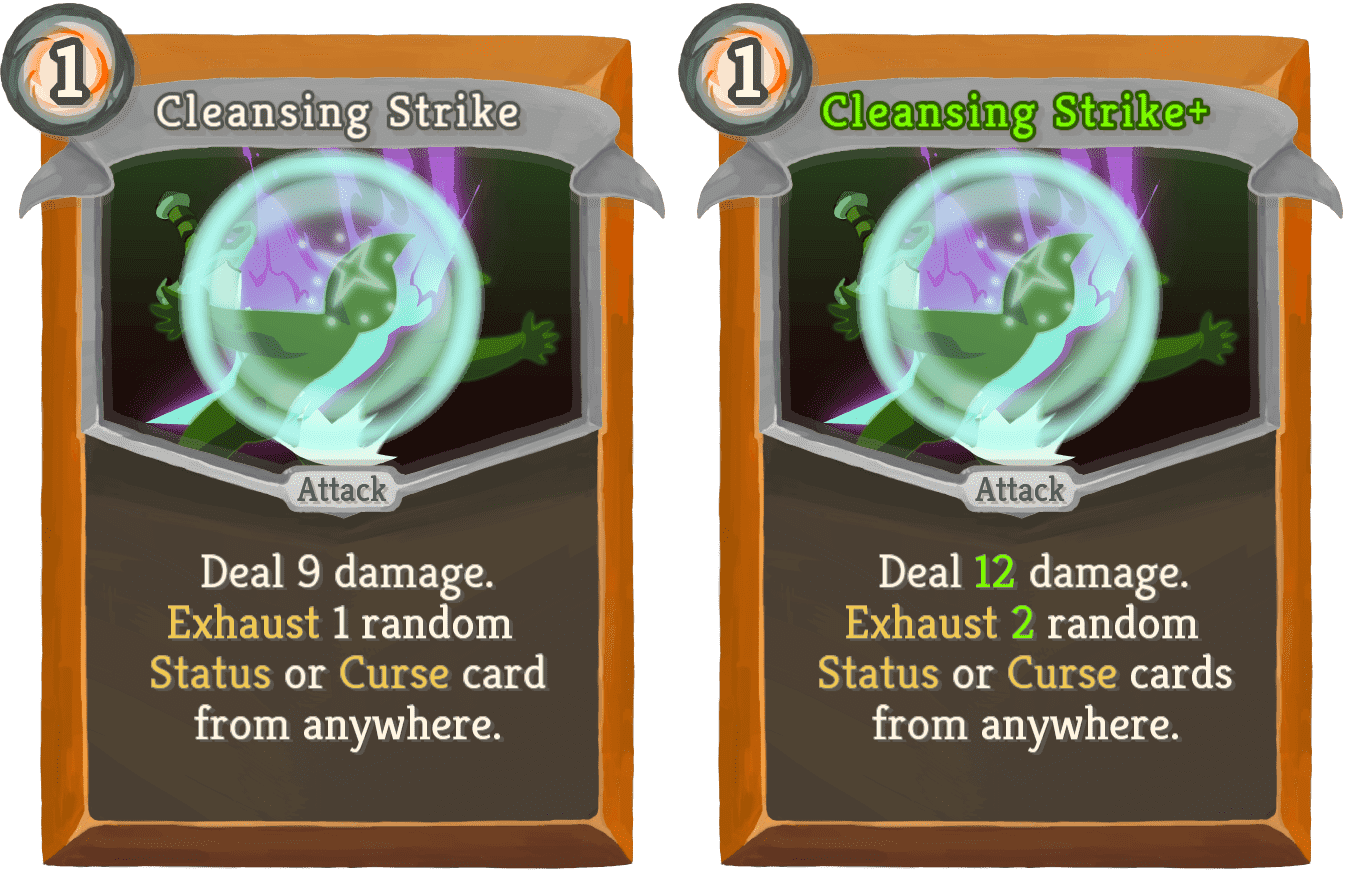 1
Cleansing Strike
Attack
Deal 9 damage.
Exhaust 1 random
Status or Curse card
from anywhere.
1
Cleansing Strike+
Attack
Deal 12 damage.
Exhaust 2 random
Status or Curse cards
from anywhere.